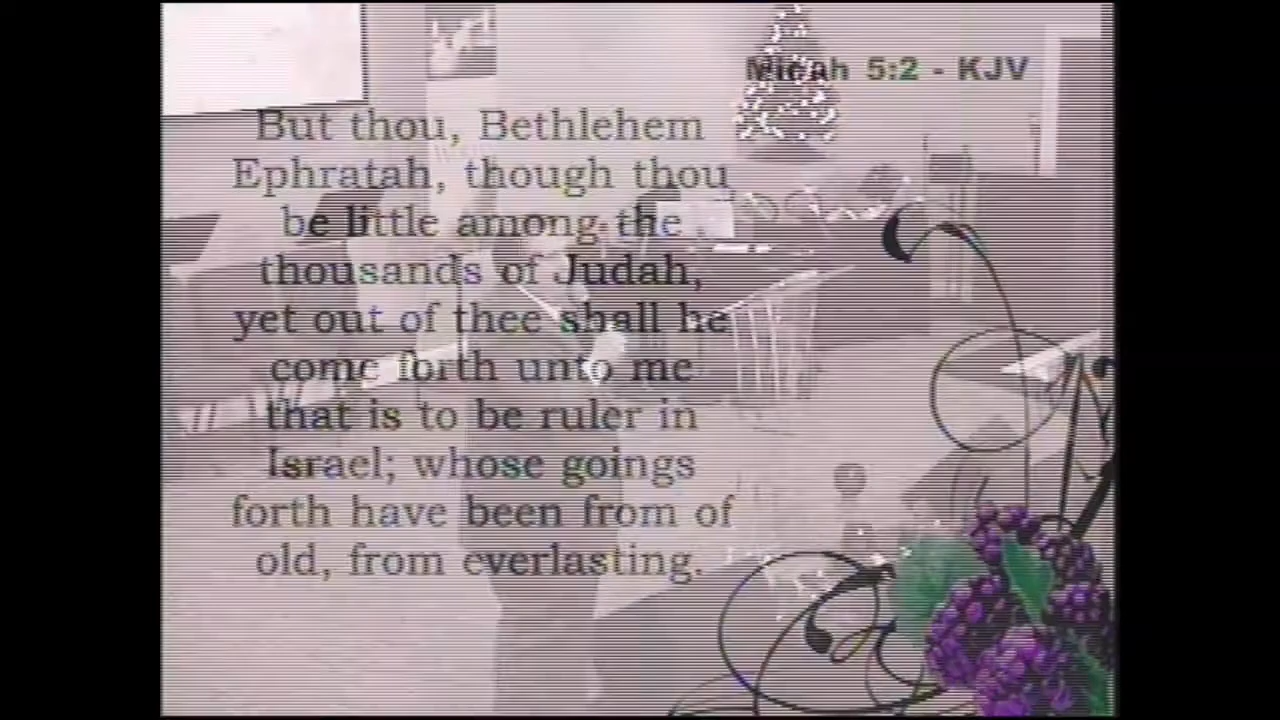 Micah 5:2 - KJV
But thou, Bethlehem
Ephratah, though thou
be little among the
thousands of Judah,
yet out of thee shall he
come forth unto me
that is to be ruler in
Israel; whose goings
forth have been from of
old, from everlasting.